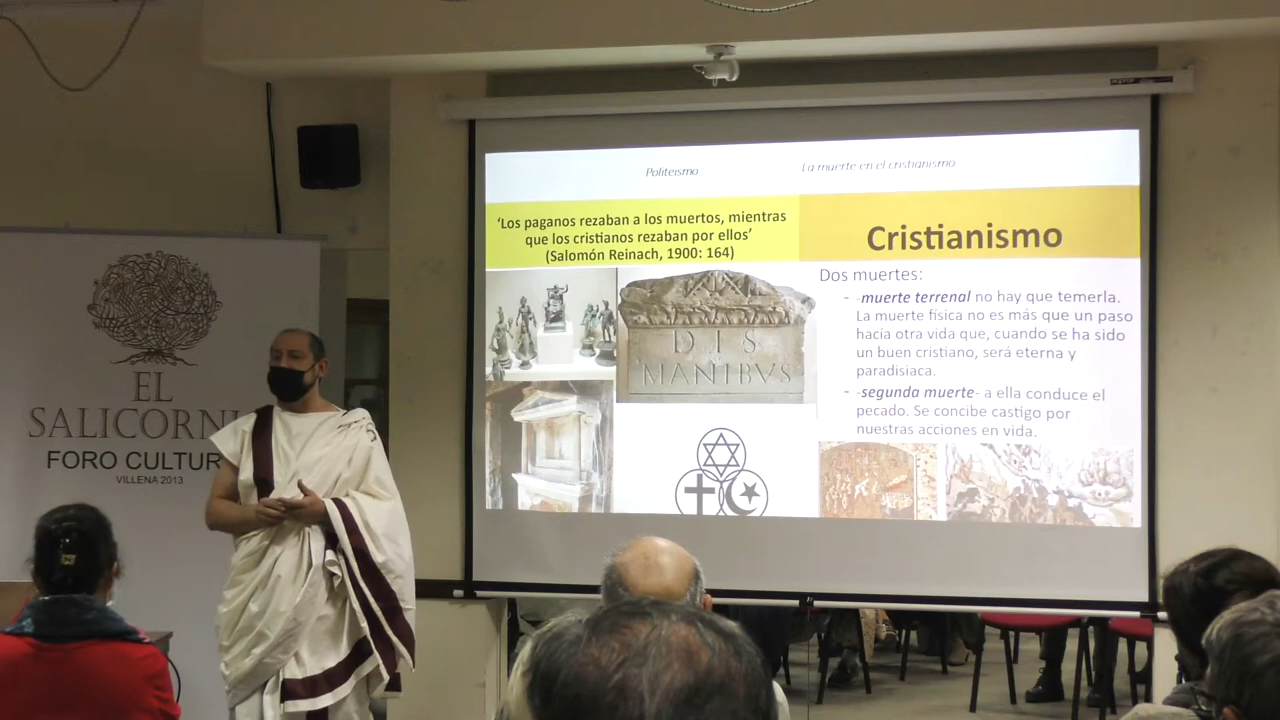 EL
SALICORNI
FORO CULTUR
VILLENA 2013
Politeísmo
La muerte en el cristianismo
‘Los paganos rezaban a los muertos, mientras
que los cristianos rezaban por ellos’
(Salomón Reinach, 1900: 164)
DIS
MANIBVS
Cristianismo
Dos muertes:
- -muerte terrenal no hay que temerla.
La muerte física no es más que un paso
hacía otra vida que, cuando se ha sido
un buen cristiano, será eterna y
paradisiaca.
- -segunda muerte- a ella conduce el
pecado. Se concibe castigo por
nuestras acciones en vida.